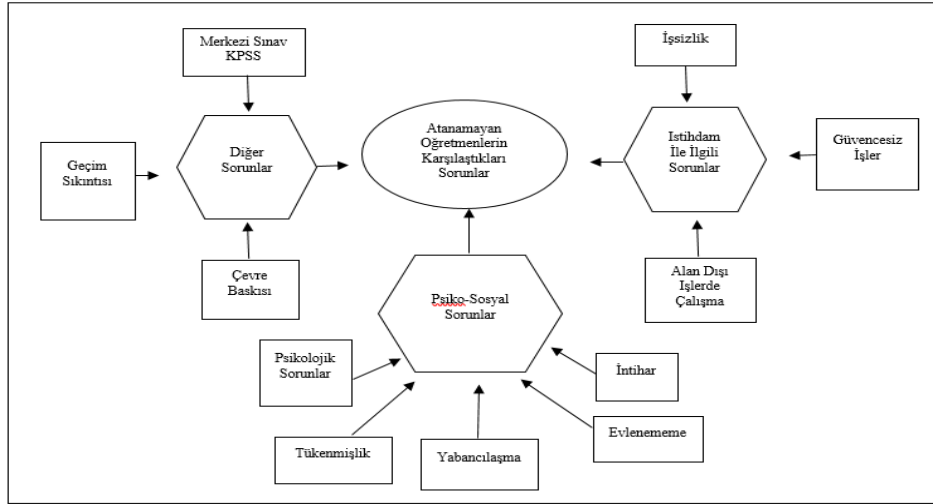 Merkezi Sınav
KPSS
İşsizlik
Geçim
Sıkıntısı
Diğer
Sorunlar
Atanamayan
Öğretmenlerin
Karşılaştıkları
Sorunlar
İstihdam
İle İlgili
Sorunlar
Güvencesiz
İşler
Çevre
Baskısı
Psiko-Sosyal
Sorunlar
Alan Dışı
İşlerde
Çalışma
Psikolojik
Sorunlar
İntihar
Tükenmişlik
Yabancılaşma
Evlenememe